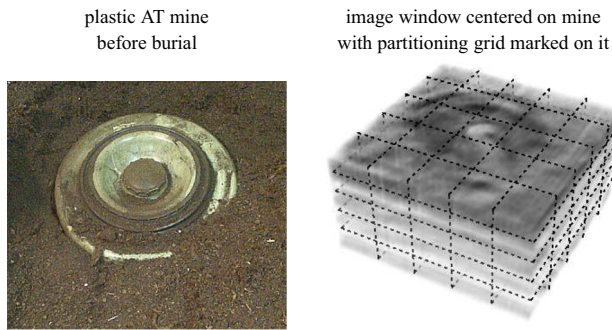 plastic AT mine
before burial
image window centered on mine
with partitioning grid marked on it